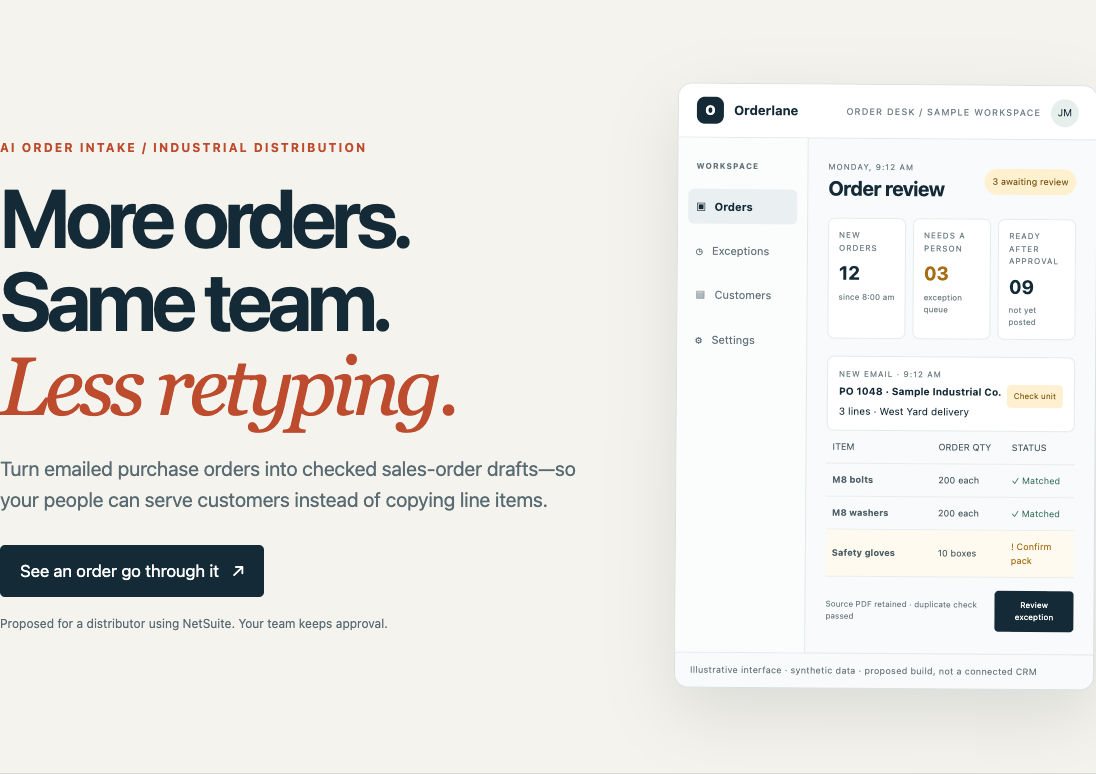 AI ORDER INTAKE / INDUSTRIAL DISTRIBUTION
More orders.
Same team.
Less retyping.
Turn emailed purchase orders into checked sales-order drafts—so
your people can serve customers instead of copying line items.
See an order go through it ↗
Proposed for a distributor using NetSuite. Your team keeps approval.
O Orderlane
ORDER DESK / SAMPLE WORKSPACE JM
WORKSPACE
Orders
Exceptions
Customers
Settings
MONDAY, 9:12 AM
Order review
3 awaiting review
NEW
ORDERS
12
since 8:00 am
NEEDS A
PERSON
03
exception
queue
READY
AFTER
APPROVAL
09
not yet
posted
NEW EMAIL · 9:12 AM
PO 1048 · Sample Industrial Co.
3 lines · West Yard delivery
Check unit
ITEM ORDER QTY STATUS
M8 bolts 200 each ✓ Matched
M8 washers 200 each ✓ Matched
Safety gloves 10 boxes ! Confirm
pack
Source PDF retained · duplicate check
passed
Review
exception
Illustrative interface · synthetic data · proposed build, not a connected CRM